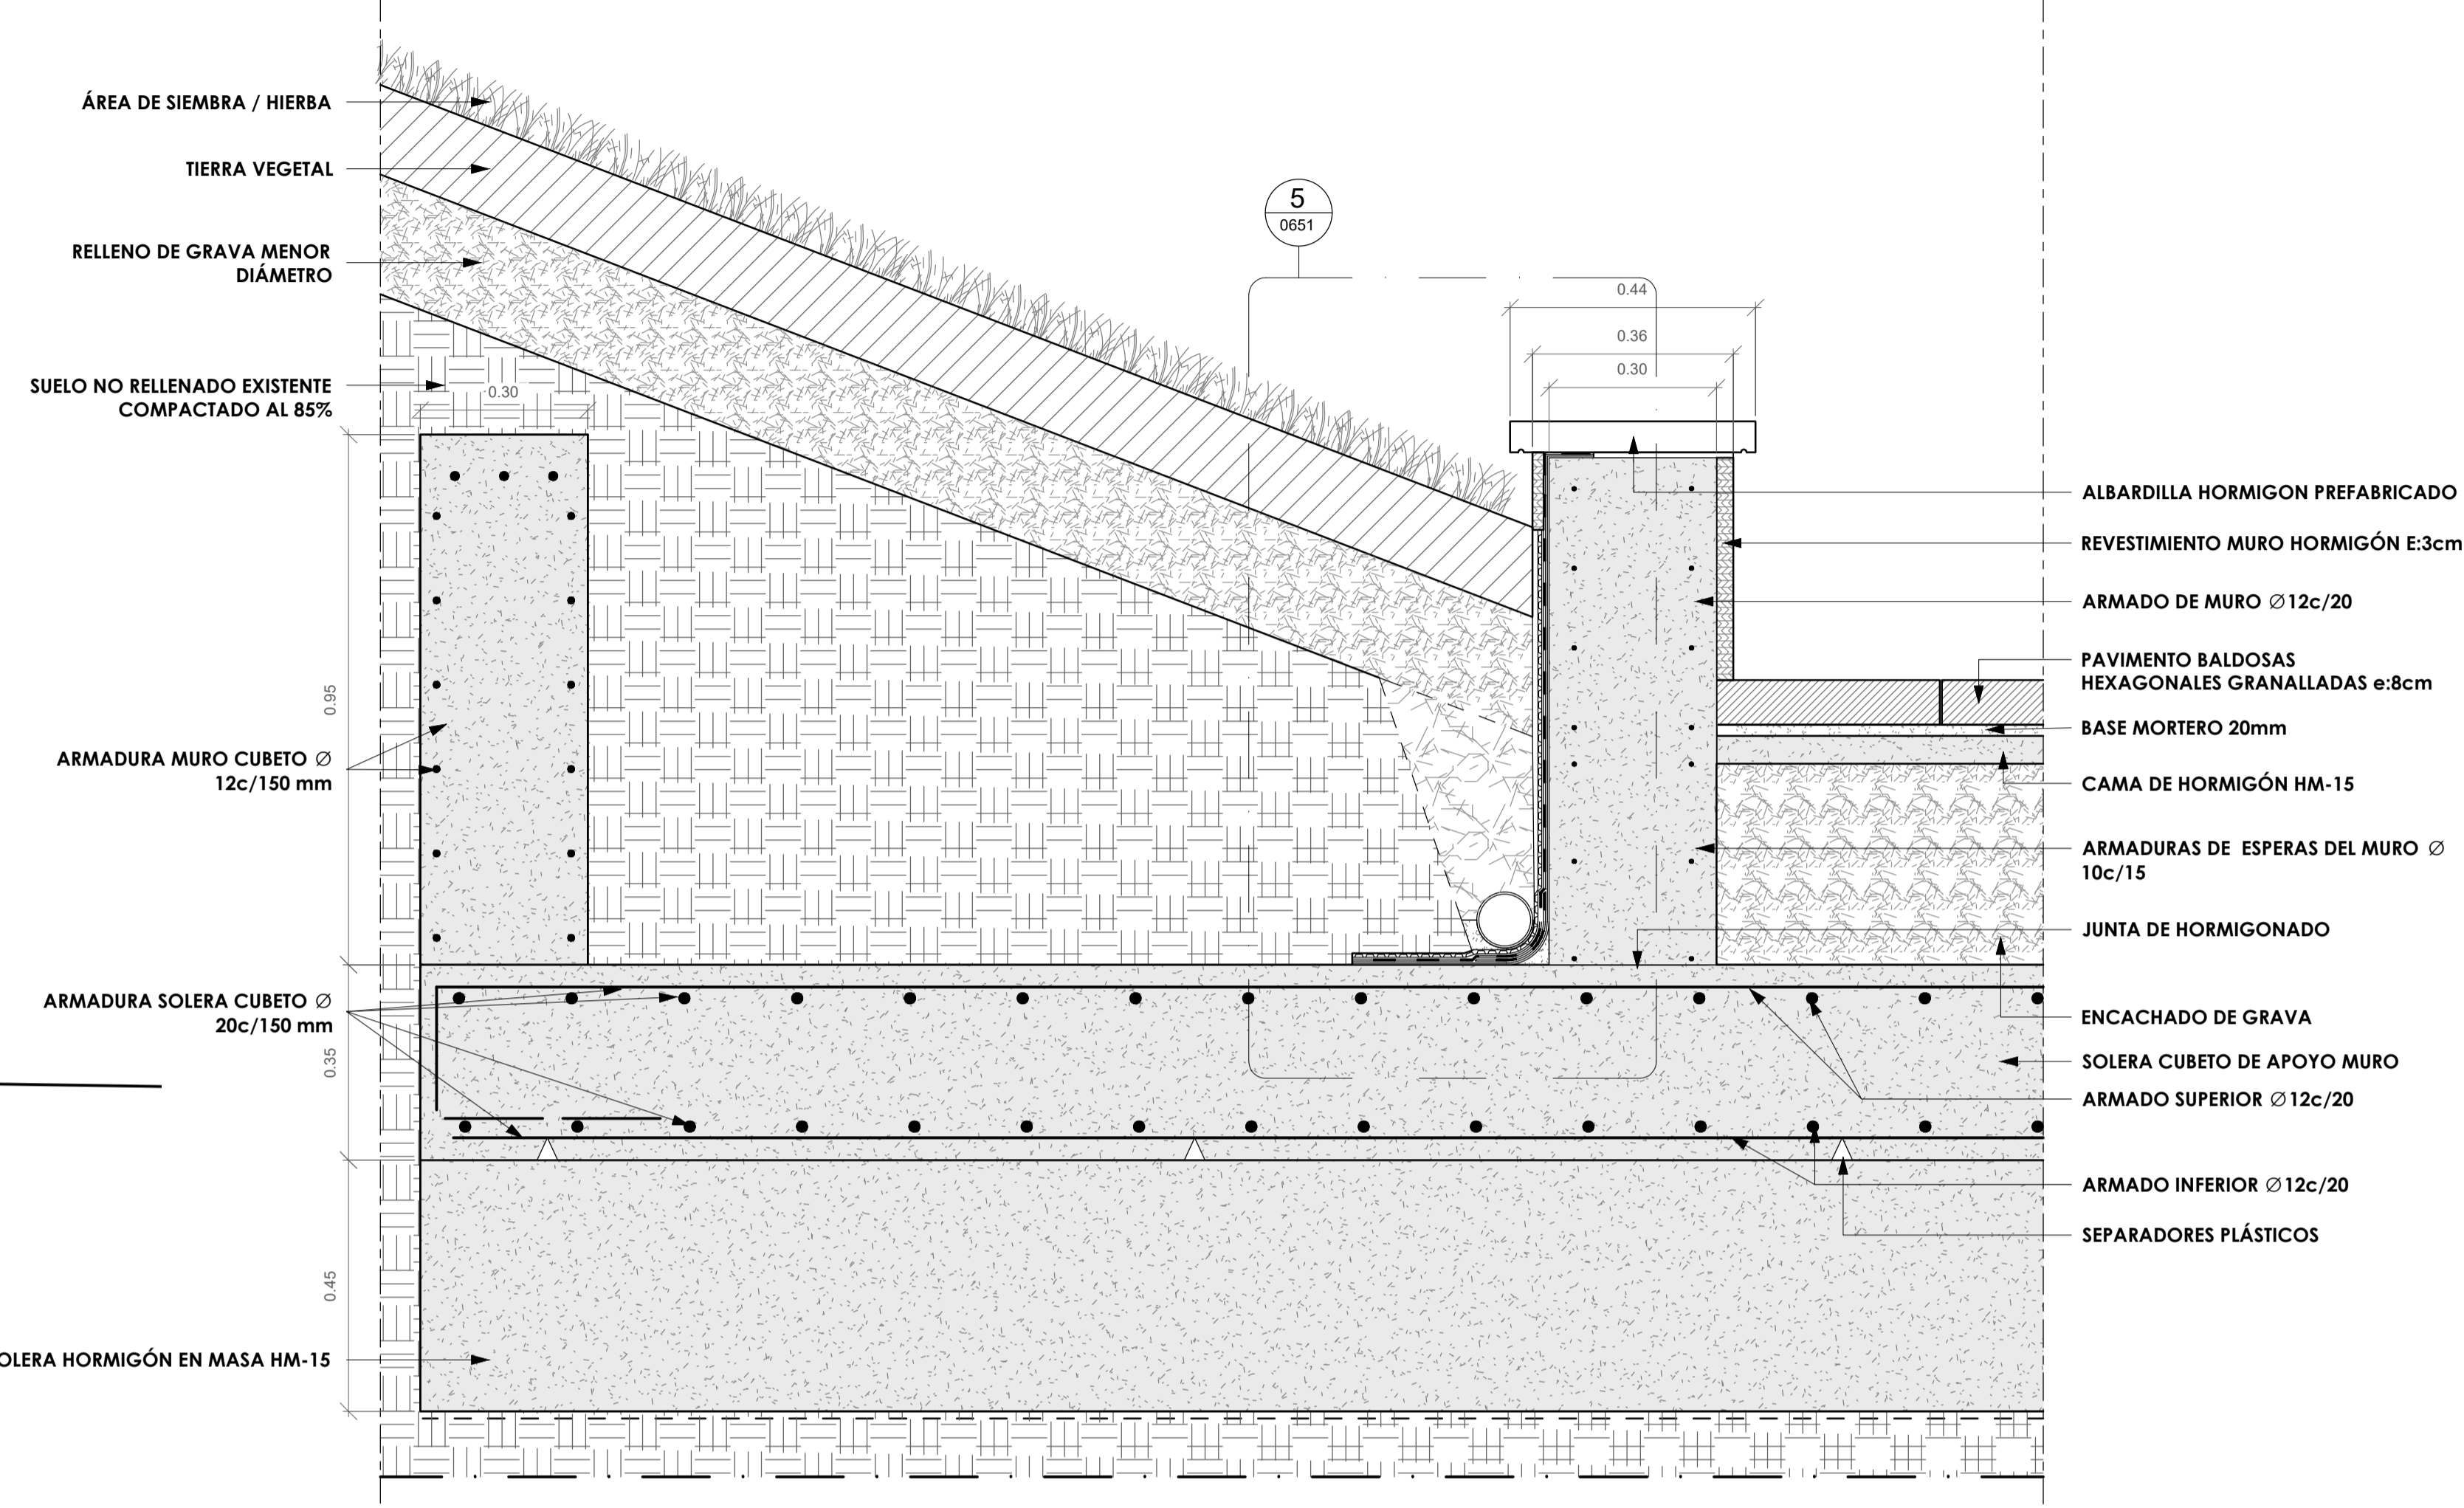 ÁREA DE SIEMBRA / HIERBA
TIERRA VEGETAL
RELLENO DE GRAVA MENOR
DIÁMETRO
SUELO NO RELLENADO EXISTENTE
COMPACTADO AL 85%
0.30
0.95
ARMADURA MURO CUBETO ∅
12c/150 mm
ARMADURA SOLERA CUBETO ∅
20c/150 mm
0.35
0.45
OLERA HORMIGÓN EN MASA HM-15
5
0651
0.44
0.36
0.30
ALBARDILLA HORMIGON PREFABRICADO
REVESTIMIENTO MURO HORMIGÓN E:3cm
ARMADO DE MURO ∅12c/20
PAVIMENTO BALDOSAS
HEXAGONALES GRANALLADAS e:8cm
BASE MORTERO 20mm
CAMA DE HORMIGÓN HM-15
ARMADURAS DE ESPERAS DEL MURO ∅
10c/15
JUNTA DE HORMIGONADO
ENCACHADO DE GRAVA
SOLERA CUBETO DE APOYO MURO
ARMADO SUPERIOR ∅12c/20
ARMADO INFERIOR ∅12c/20
SEPARADORES PLÁSTICOS